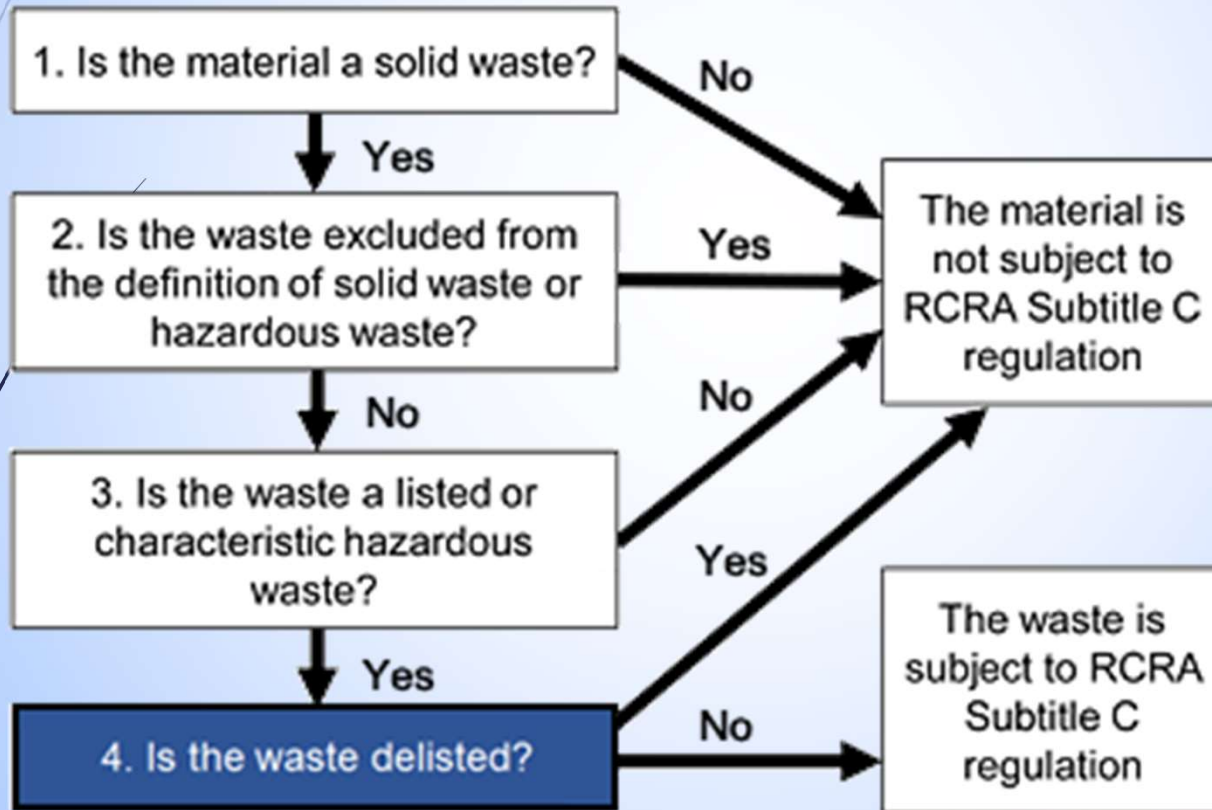 1. Is the material a solid waste?
No
Yes
2. Is the waste excluded from
the definition of solid waste or
hazardous waste?
Yes
The material is
not subject to
RCRA Subtitle C
regulation
No
3. Is the waste a listed or
characteristic hazardous
waste?
No
Yes
Yes
4. Is the waste delisted?
No
The waste is
subject to RCRA
Subtitle C
regulation